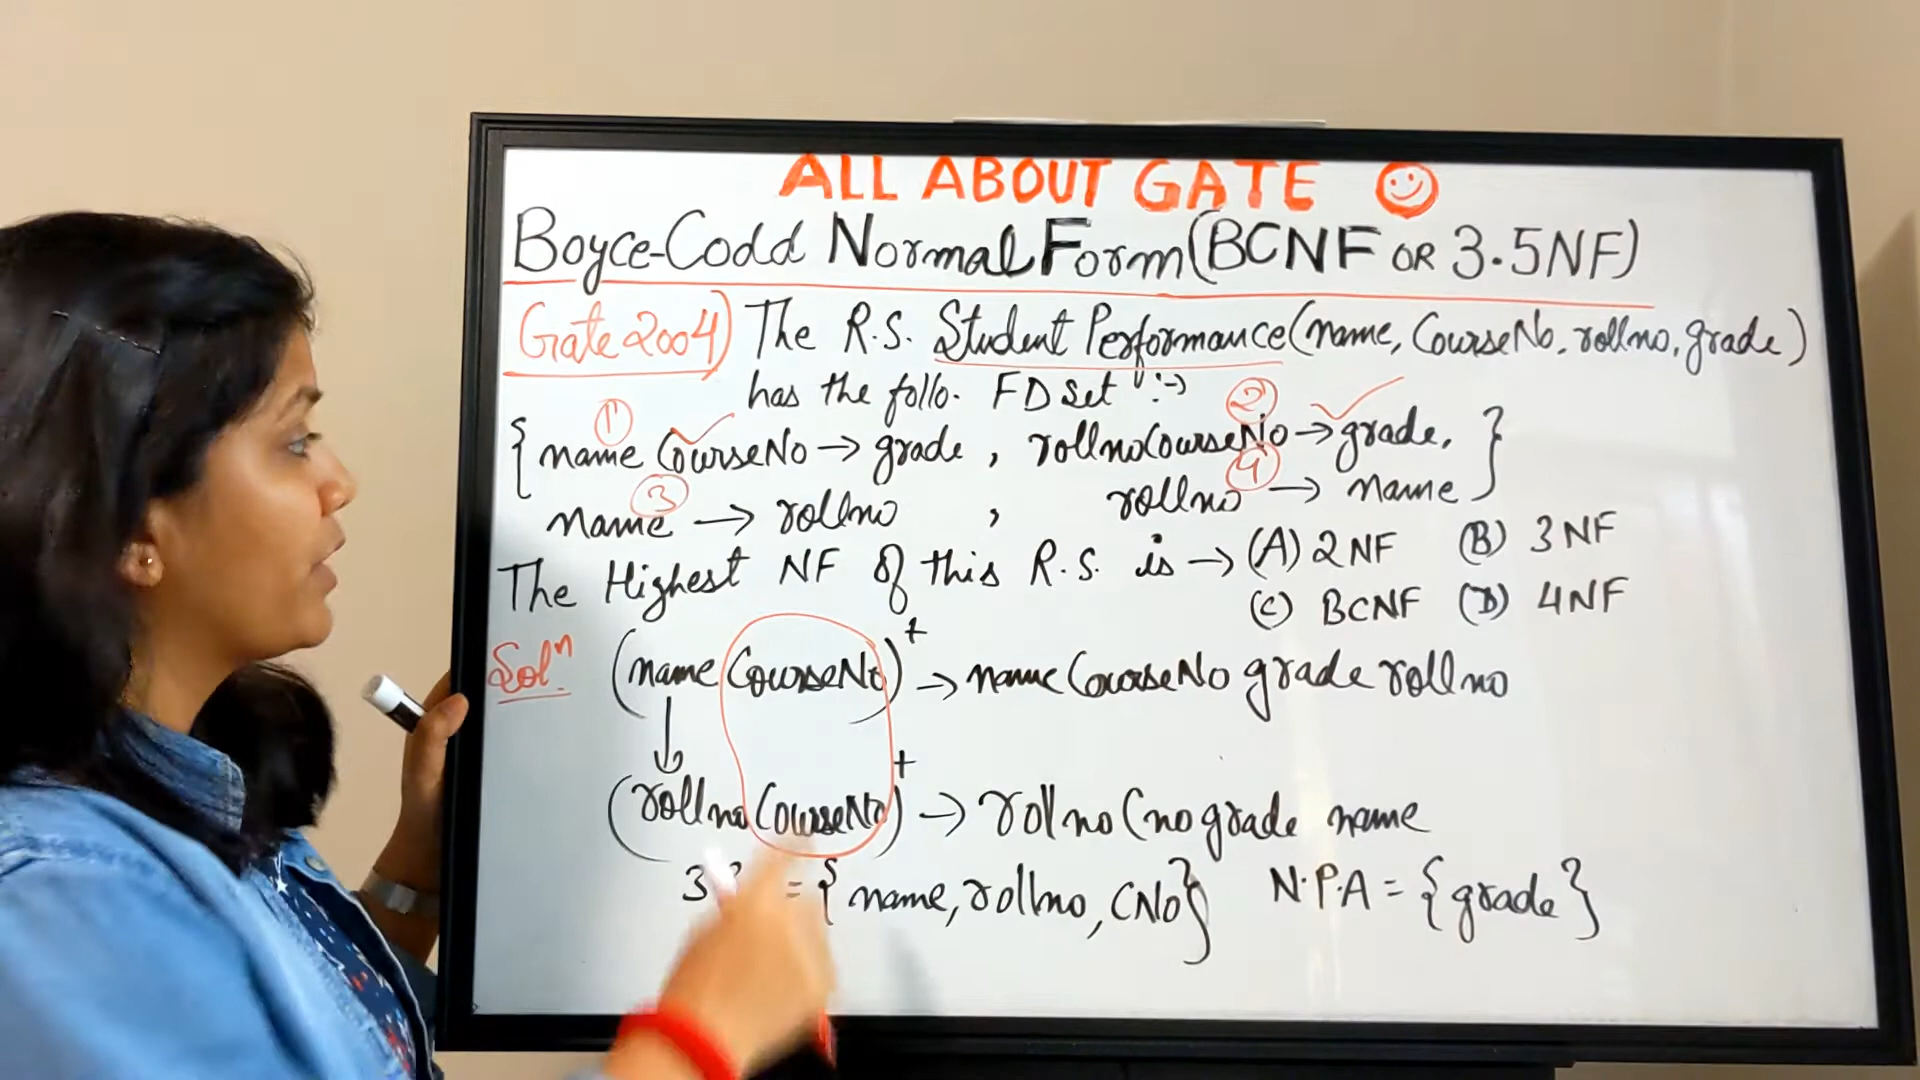 ALL ABOUT GATE
Boyce-Codd Normal Form (BCNF OR 3.5NF)
Gate 2004) The R.S. Student Performance (name, CourseNo, rollno, grade)
has the follo. FD Set :-
① ②
{ name CourseNo → grade , rollno CourseNo → grade, }
③ ④
name → rollno , rollno → name
The Highest NF of this R.S. is → (A) 2NF (B) 3NF
(C) BCNF (D) 4NF
Solⁿ (name CourseNo)⁺ → name CourseNo grade rollno
↓
(rollno CourseNo)⁺ → rollno Cno grade name
= {name, rollno, CNo} N.P.A = {grade}